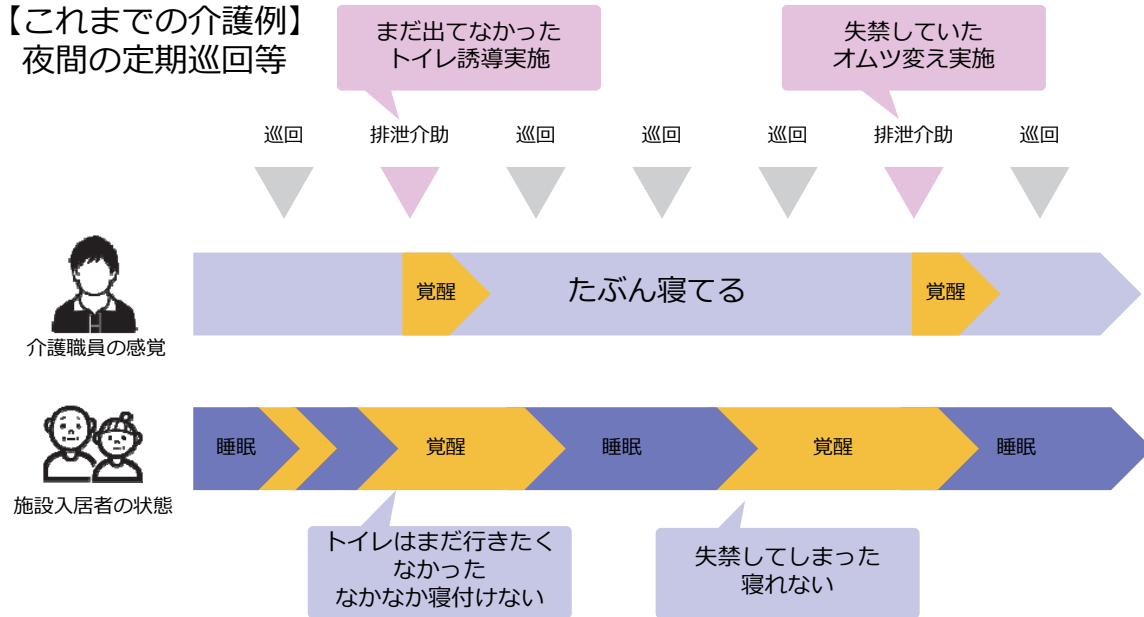 【これまでの介護例】
夜間の定期巡回等
まだ出てなかった
トイレ誘導実施
失禁していた
オムツ変え実施
巡回
排泄介助
巡回
巡回
巡回
排泄介助
巡回
覚醒
たぶん寝てる
覚醒
介護職員の感覚
睡眠
覚醒
睡眠
覚醒
睡眠
施設入居者の状態
トイレはまだ行きたく
なかった
なかなか寝付けない
失禁してしまった
寝れない